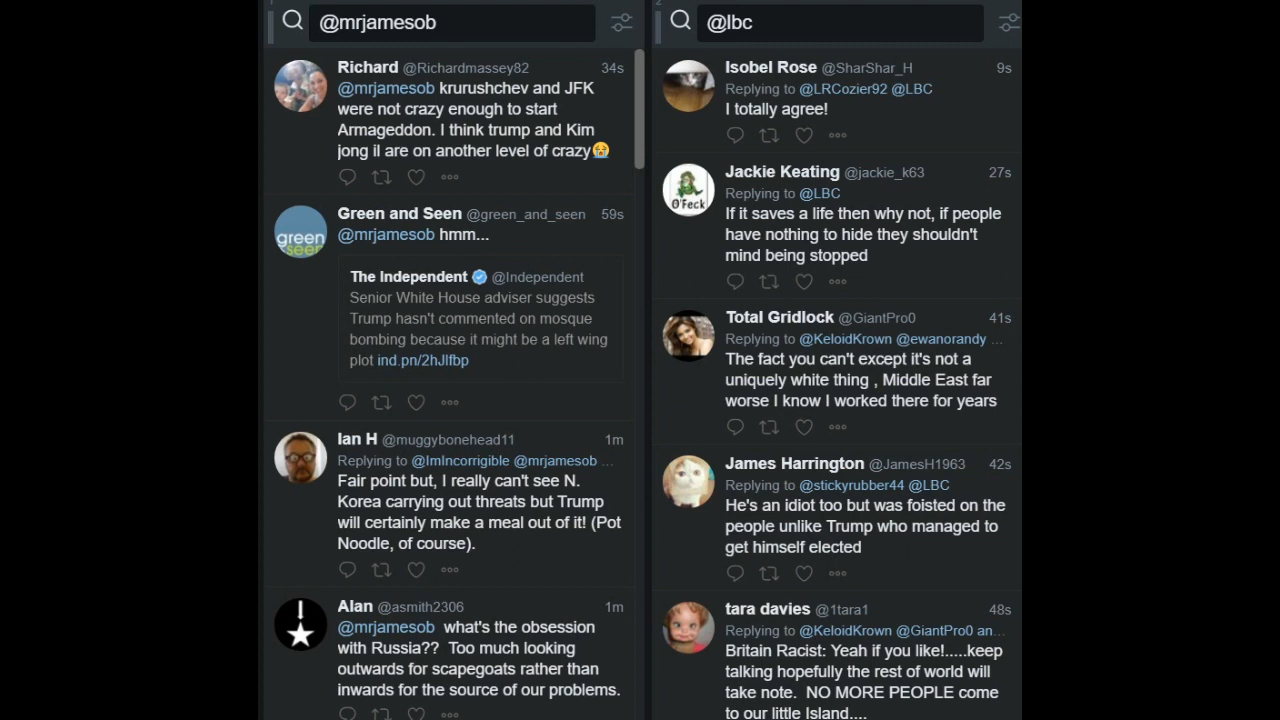 @mrjamesob
Richard @Richardmassey82 34s
@mrjamesob krurushchev and JFK
were not crazy enough to start
Armageddon. I think trump and Kim
jong il are on another level of crazy😭
Green and Seen @green_and_seen 59s
@mrjamesob hmm...
green
seen
The Independent @Independent
Senior White House adviser suggests
Trump hasn't commented on mosque
bombing because it might be a left wing
plot ind.pn/2hJlfbp
Ian H @muggybonehead11 1m
Replying to @ImIncorrigible @mrjamesob ...
Fair point but, I really can't see N.
Korea carrying out threats but Trump
will certainly make a meal out of it! (Pot
Noodle, of course).
Alan @asmith2306 1m
@mrjamesob what's the obsession
with Russia?? Too much looking
outwards for scapegoats rather than
inwards for the source of our problems.
2
@lbc
Isobel Rose @SharShar_H 9s
Replying to @LRCozier92 @LBC
I totally agree!
Jackie Keating @jackie_k63 27s
O'Feck
Replying to @LBC
If it saves a life then why not, if people
have nothing to hide they shouldn't
mind being stopped
Total Gridlock @GiantPro0 41s
Replying to @KeloidKrown @ewanorandy ...
The fact you can't except it's not a
uniquely white thing , Middle East far
worse I know I worked there for years
James Harrington @JamesH1963 42s
Replying to @stickyrubber44 @LBC
He's an idiot too but was foisted on the
people unlike Trump who managed to
get himself elected
tara davies @1tara1 48s
Replying to @KeloidKrown @GiantPro0 an...
Britain Racist: Yeah if you like!.....keep
talking hopefully the rest of world will
take note. NO MORE PEOPLE come
to our little Island....